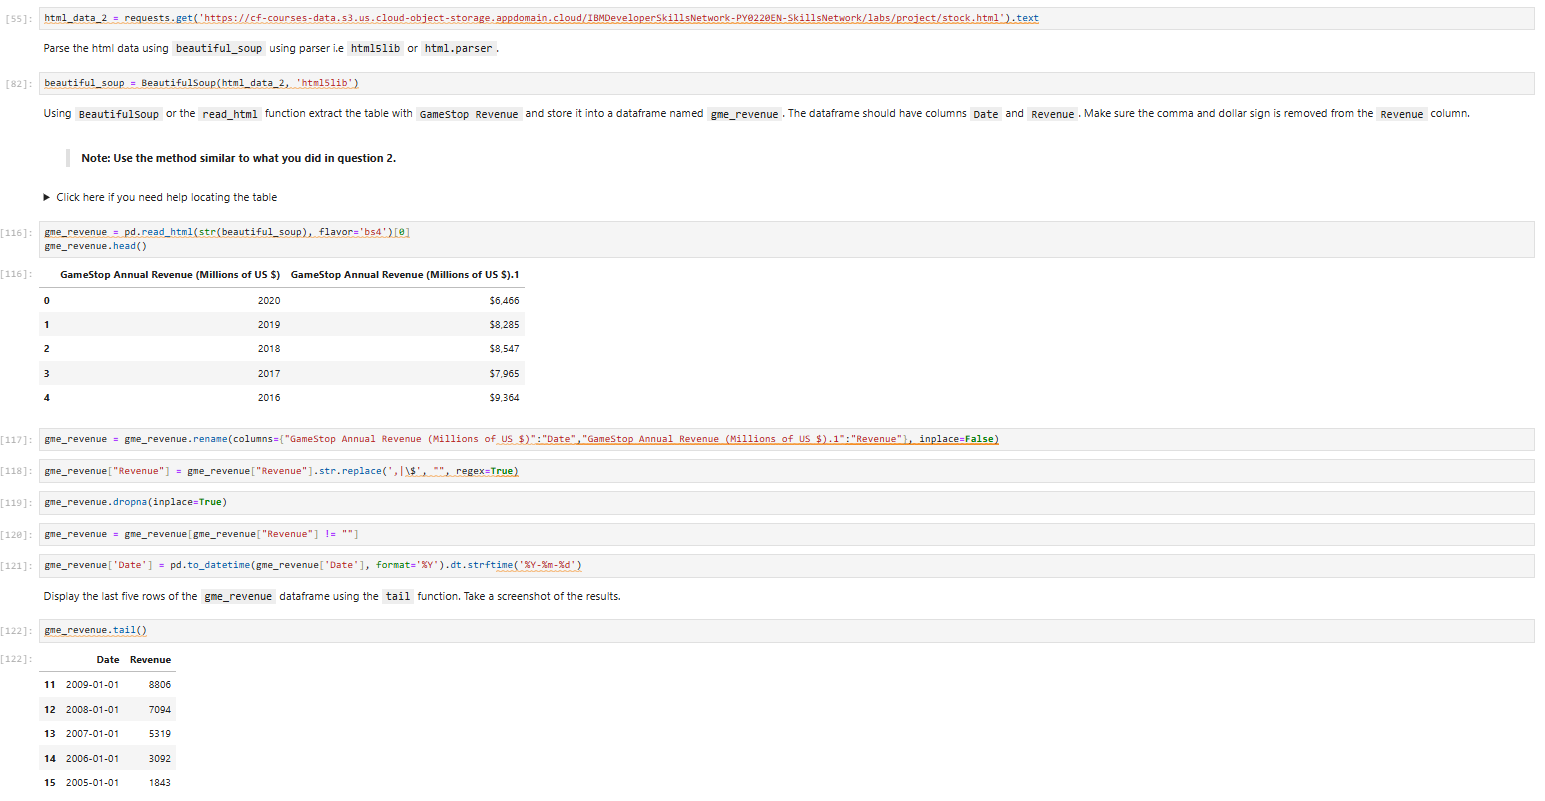 [55]: html_data_2 = requests.get('https://cf-courses-data.s3.us.cloud-object-storage.appdomain.cloud/IBMDeveloperSkillsNetwork-PY0220EN-SkillsNetwork/labs/project/stock.html').text
Parse the html data using beautiful_soup using parser i.e html5lib or html.parser.
[82]: beautiful_soup = BeautifulSoup(html_data_2, 'html5lib')
Using BeautifulSoup or the read_html function extract the table with GameStop Revenue and store it into a dataframe named gme_revenue. The dataframe should have columns Date and Revenue. Make sure the comma and dollar sign is removed from the Revenue column.
Note: Use the method similar to what you did in question 2.
▶ Click here if you need help locating the table
[116]: gme_revenue = pd.read_html(str(beautiful_soup), flavor='bs4')[0]
gme_revenue.head()
[116]: GameStop Annual Revenue (Millions of US $) GameStop Annual Revenue (Millions of US $).1
0 2020 $6,466
1 2019 $8,285
2 2018 $8,547
3 2017 $7,965
4 2016 $9,364
[117]: gme_revenue = gme_revenue.rename(columns={"GameStop Annual Revenue (Millions of US $)":"Date","GameStop Annual Revenue (Millions of US $).1":"Revenue"}, inplace=False)
[118]: gme_revenue["Revenue"] = gme_revenue["Revenue"].str.replace(',|\$', "", regex=True)
[119]: gme_revenue.dropna(inplace=True)
[120]: gme_revenue = gme_revenue[gme_revenue["Revenue"] != ""]
[121]: gme_revenue['Date'] = pd.to_datetime(gme_revenue['Date'], format='%Y').dt.strftime('%Y-%m-%d')
Display the last five rows of the gme_revenue dataframe using the tail function. Take a screenshot of the results.
[122]: gme_revenue.tail()
[122]: Date Revenue
11 2009-01-01 8806
12 2008-01-01 7094
13 2007-01-01 5319
14 2006-01-01 3092
15 2005-01-01 1843